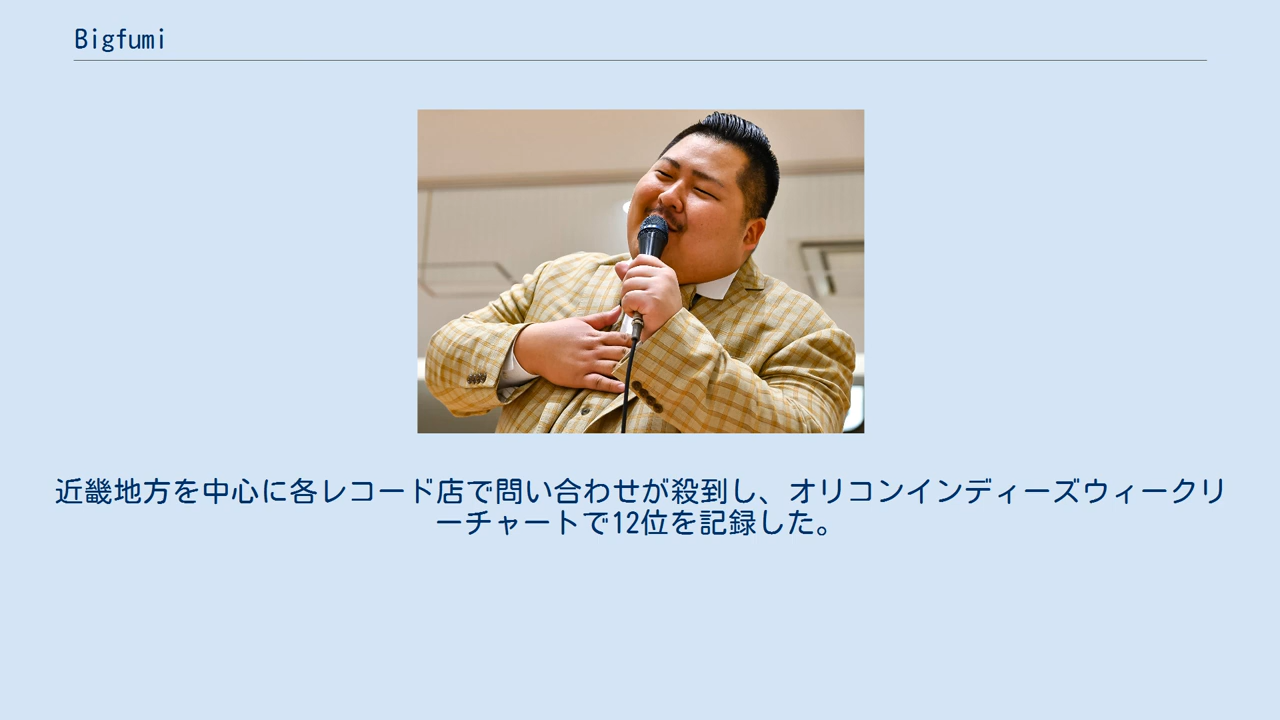 Bigfumi
近畿地方を中心に各レコード店で問い合わせが殺到し、オリコンインディーズウィークリ
ーチャートで12位を記録した。